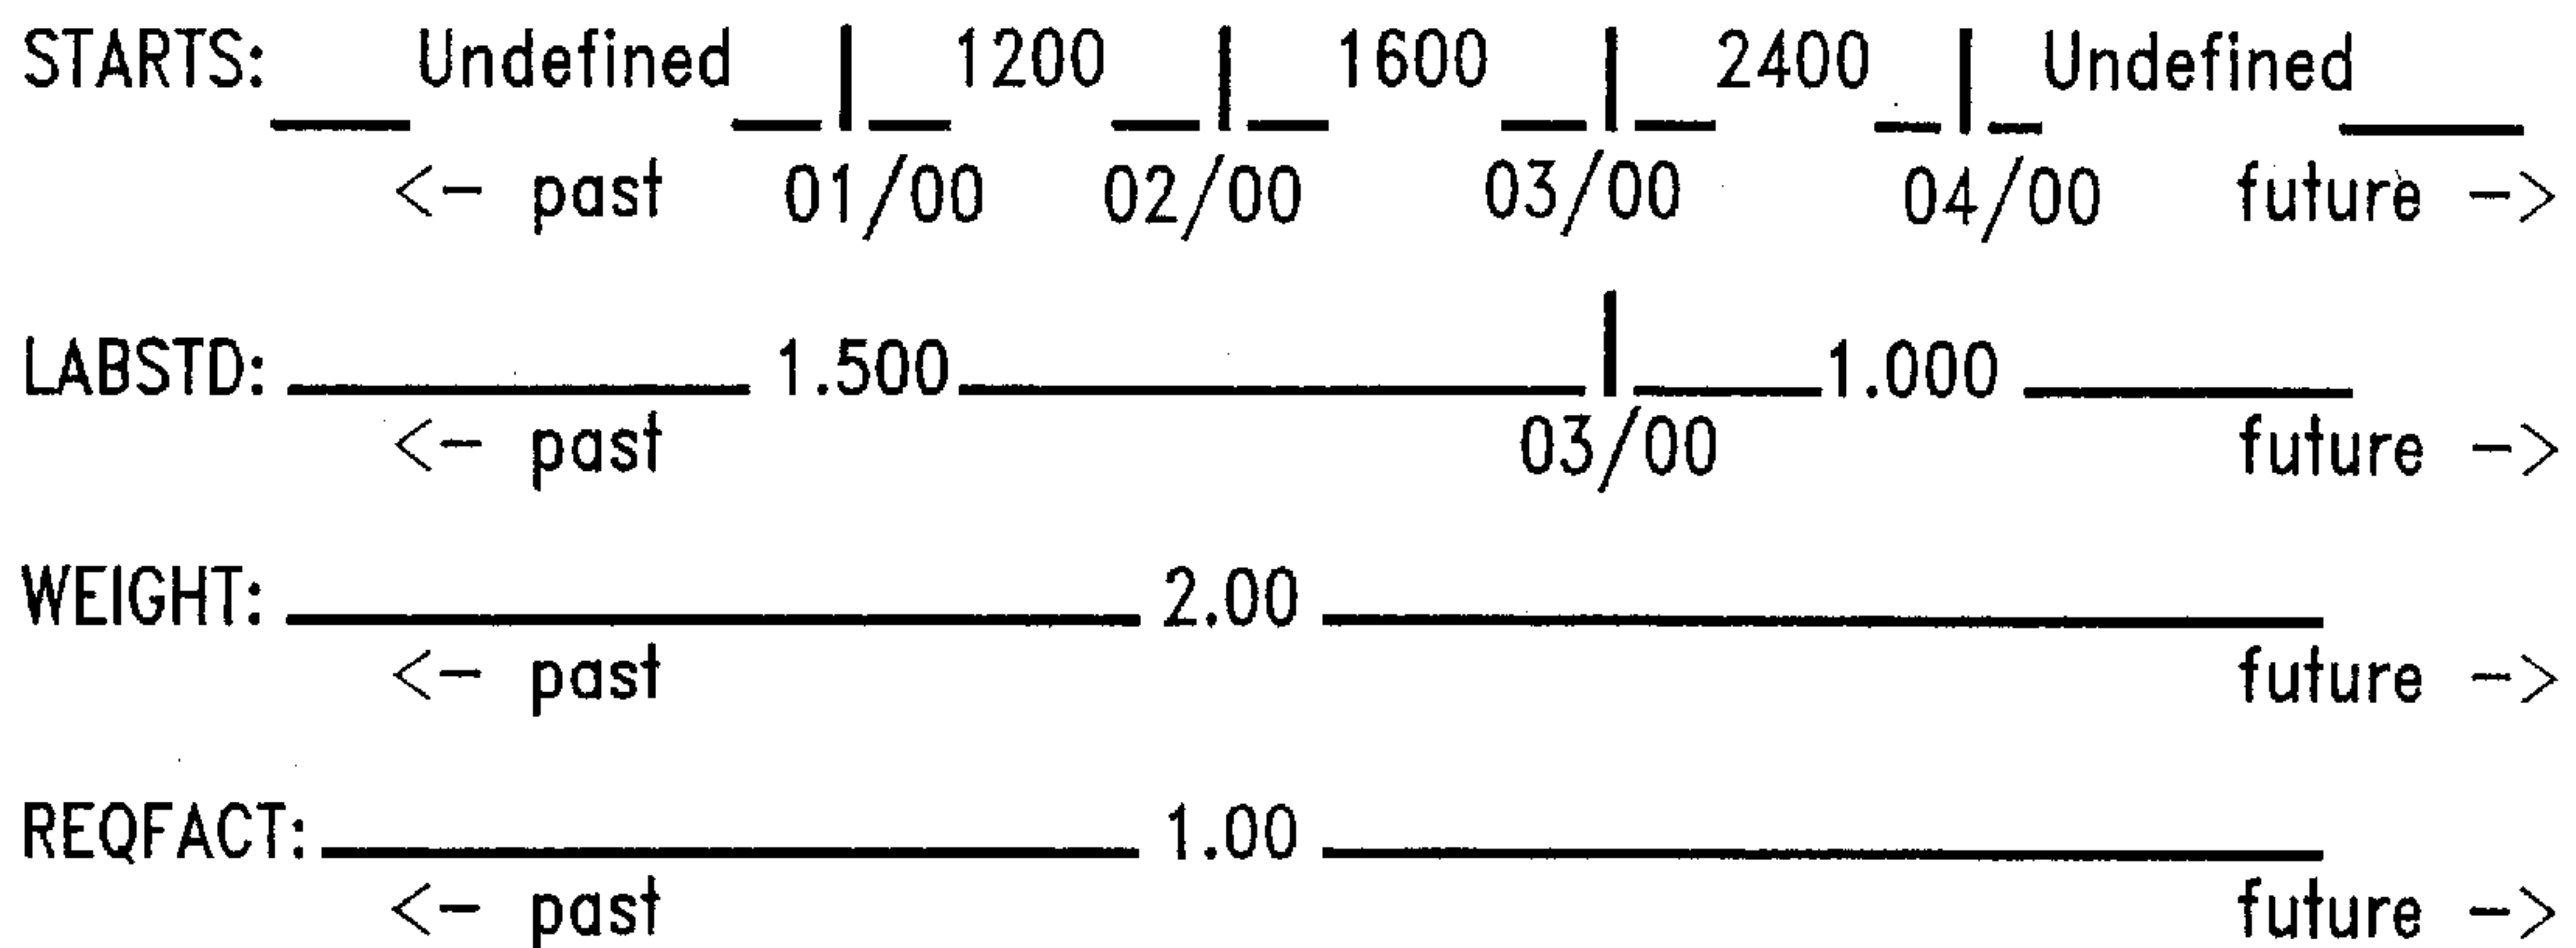 STARTS: Undefined | 1200 | 1600 | 2400 | Undefined
<- past 01/00 02/00 03/00 04/00 future ->
LABSTD: 1.500 | 1.000
<- past 03/00 future ->
WEIGHT: 2.00
<- past future ->
REQFACT: 1.00
<- past future ->